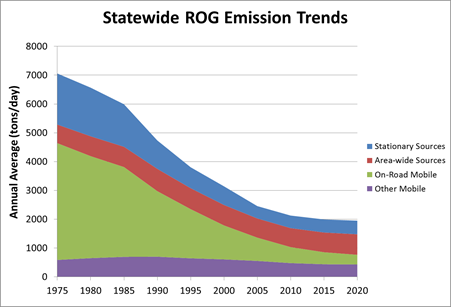 Statewide ROG Emission Trends
Annual Average (tons/day)
8000
7000
6000
5000
4000
3000
2000
1000
0
1975 1980 1985 1990 1995 2000 2005 2010 2015 2020
Stationary Sources
Area-wide Sources
On-Road Mobile
Other Mobile